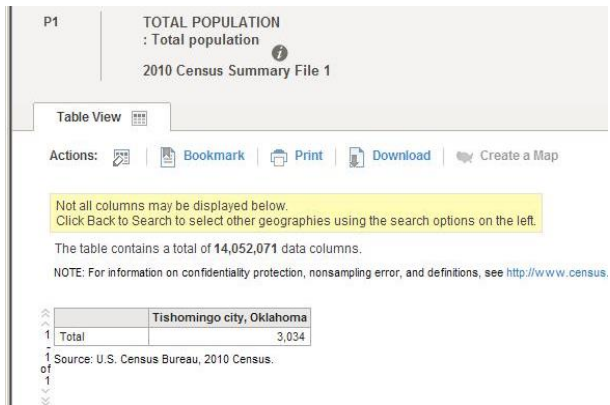 P1
TOTAL POPULATION
: Total population
2010 Census Summary File 1
Table View
Actions: Bookmark Print Download Create a Map
Not all columns may be displayed below.
Click Back to Search to select other geographies using the search options on the left.
The table contains a total of 14,052,071 data columns.
NOTE: For information on confidentiality protection, nonsampling error, and definitions, see http://www.census.
Tishomingo city, Oklahoma
Total 3,034
1
-
1
of
1
Source: U.S. Census Bureau, 2010 Census.